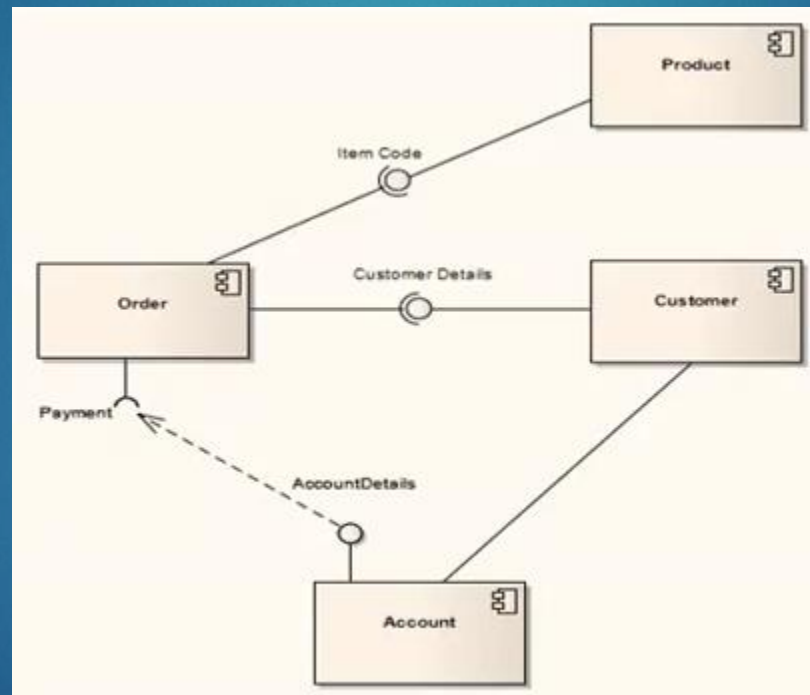 Product
Item Code
Customer Details
Order
Customer
Payment
AccountDetails
Account